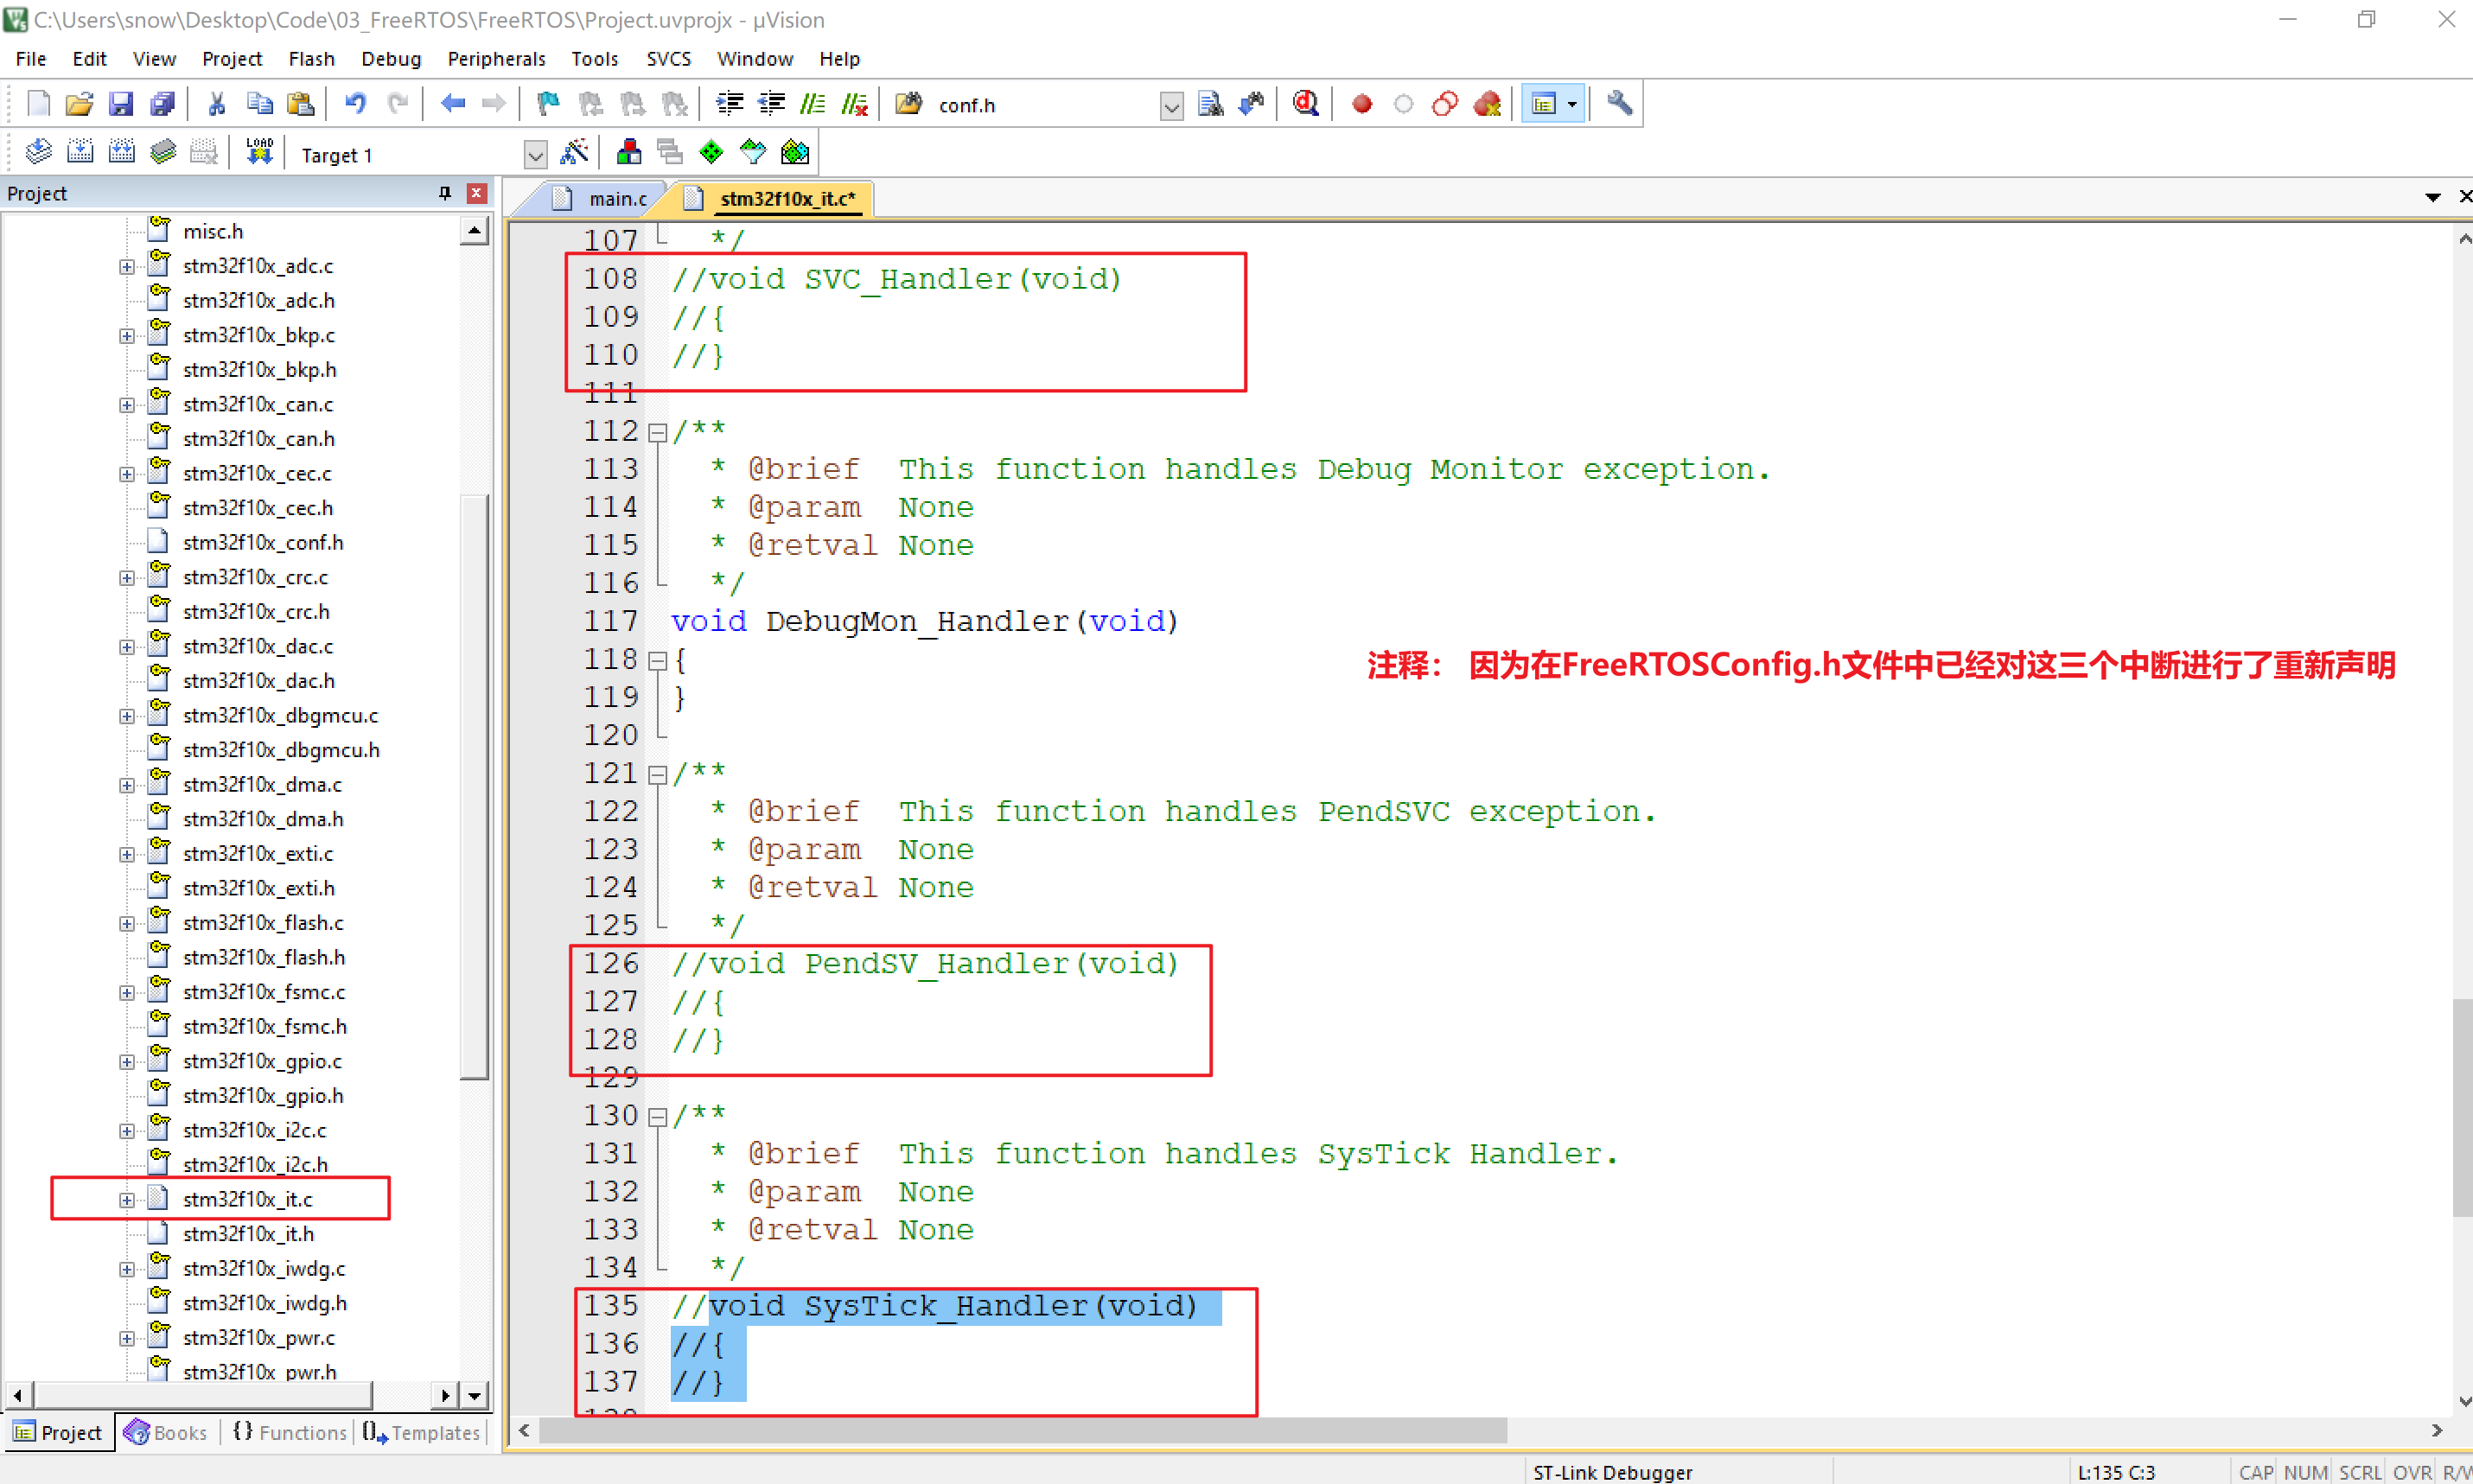 C:\Users\snow\Desktop\Code\03_FreeRTOS\FreeRTOS\Project.uvprojx - µVision
File Edit View Project Flash Debug Peripherals Tools SVCS Window Help
conf.h
LOAD Target 1
Project
main.c stm32f10x_it.c*
misc.h
stm32f10x_adc.c
stm32f10x_adc.h
stm32f10x_bkp.c
stm32f10x_bkp.h
stm32f10x_can.c
stm32f10x_can.h
stm32f10x_cec.c
stm32f10x_cec.h
stm32f10x_conf.h
stm32f10x_crc.c
stm32f10x_crc.h
stm32f10x_dac.c
stm32f10x_dac.h
stm32f10x_dbgmcu.c
stm32f10x_dbgmcu.h
stm32f10x_dma.c
stm32f10x_dma.h
stm32f10x_exti.c
stm32f10x_exti.h
stm32f10x_flash.c
stm32f10x_flash.h
stm32f10x_fsmc.c
stm32f10x_fsmc.h
stm32f10x_gpio.c
stm32f10x_gpio.h
stm32f10x_i2c.c
stm32f10x_i2c.h
stm32f10x_it.c
stm32f10x_it.h
stm32f10x_iwdg.c
stm32f10x_iwdg.h
stm32f10x_pwr.c
stm32f10x_pwr.h
Project Books {} Functions Templates
107 */
108 //void SVC_Handler(void)
109 //{
110 //}
111
112 /**
113 * @brief This function handles Debug Monitor exception.
114 * @param None
115 * @retval None
116 */
117 void DebugMon_Handler(void)
118 {
119 }
120
注释： 因为在FreeRTOSConfig.h文件中已经对这三个中断进行了重新声明
121 /**
122 * @brief This function handles PendSVC exception.
123 * @param None
124 * @retval None
125 */
126 //void PendSV_Handler(void)
127 //{
128 //}
129
130 /**
131 * @brief This function handles SysTick Handler.
132 * @param None
133 * @retval None
134 */
135 //void SysTick_Handler(void)
136 //{
137 //}
ST-Link Debugger L:135 C:3 CAP NUM SCRL OVR